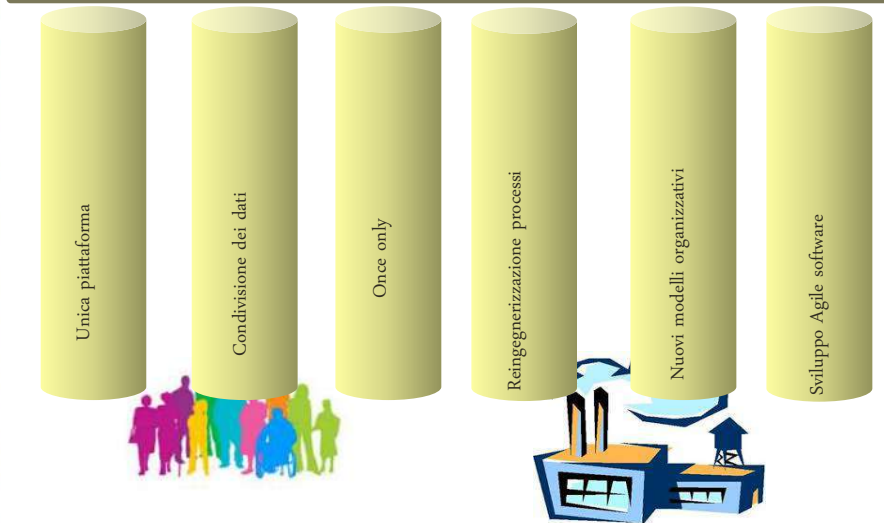 Unica piattaforma
Condivisione dei dati
Once only
Reingegnerizzazione processi
Nuovi modelli organizzativi
Sviluppo Agile software